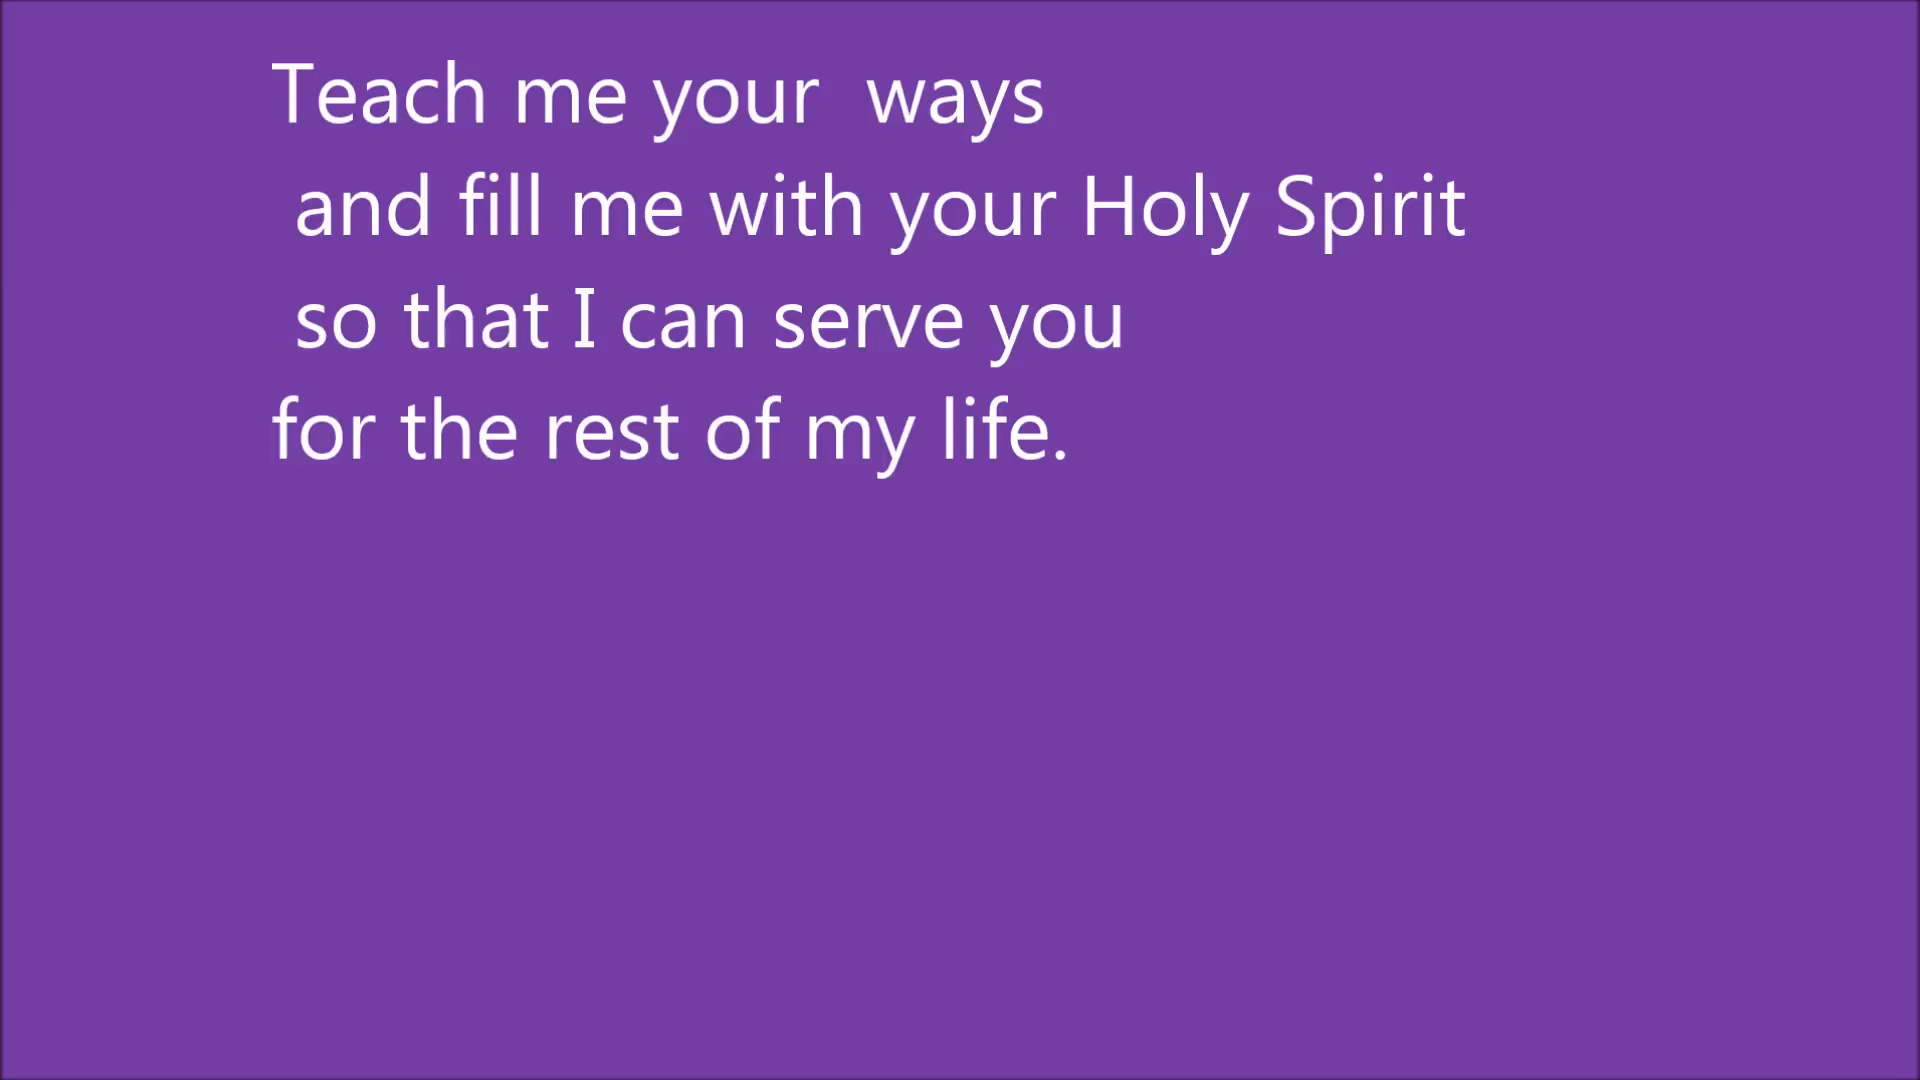 Teach me your  ways
and fill me with your Holy Spirit
so that I can serve you
for the rest of my life.